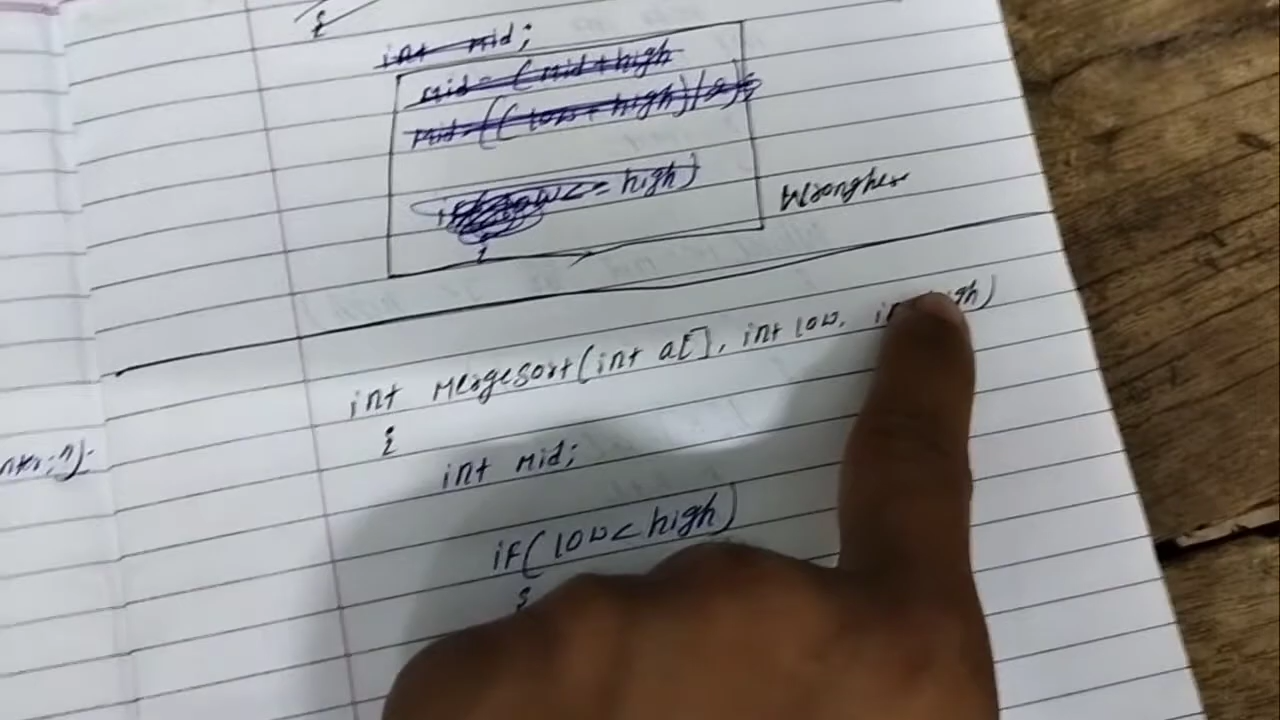 {
int mid;
mid = (mid+high
mid = ((low+high)/2);
if(low<=high)
{
Wrongher
int Mergesort(int a[], int low, int high)
{
int mid;
if(low<high)
{